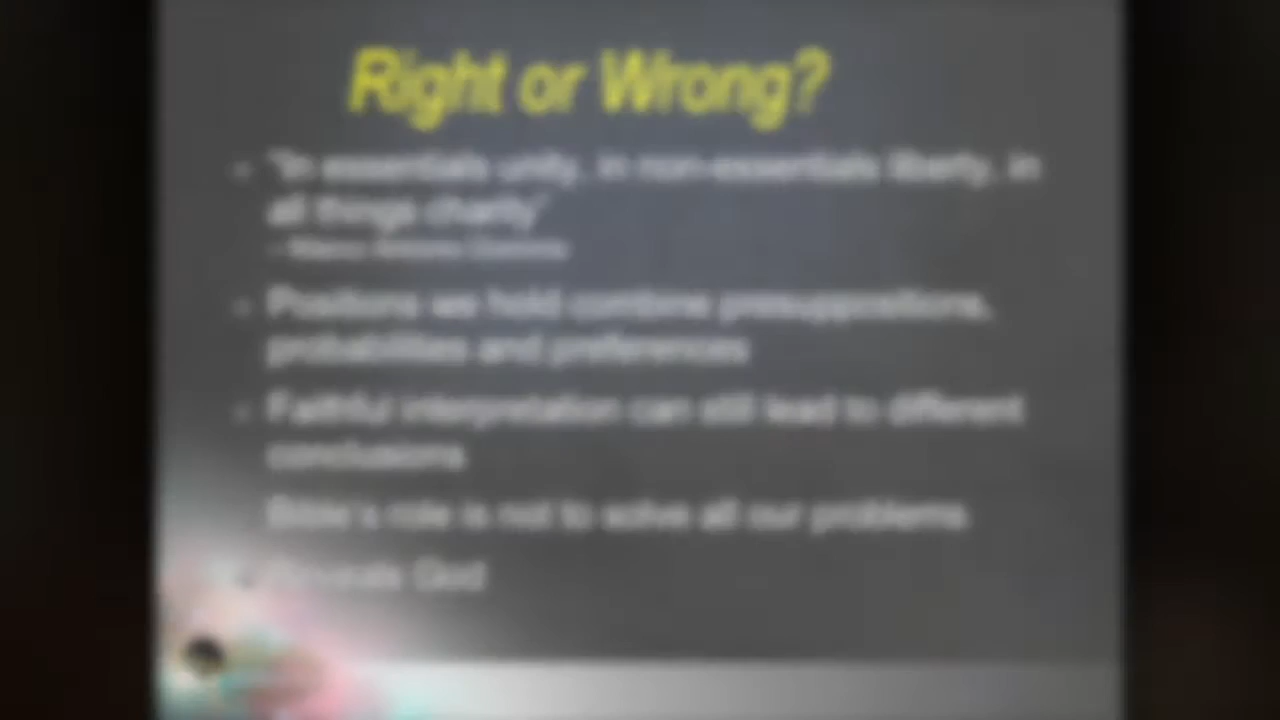 Right or Wrong?
"In essentials unity, in non-essentials liberty, in
all things charity"
Positions we hold combine presuppositions,
probabilities and preferences
Faithful interpretation can still lead to different
conclusions
Bible's role is not to solve all our problems
God